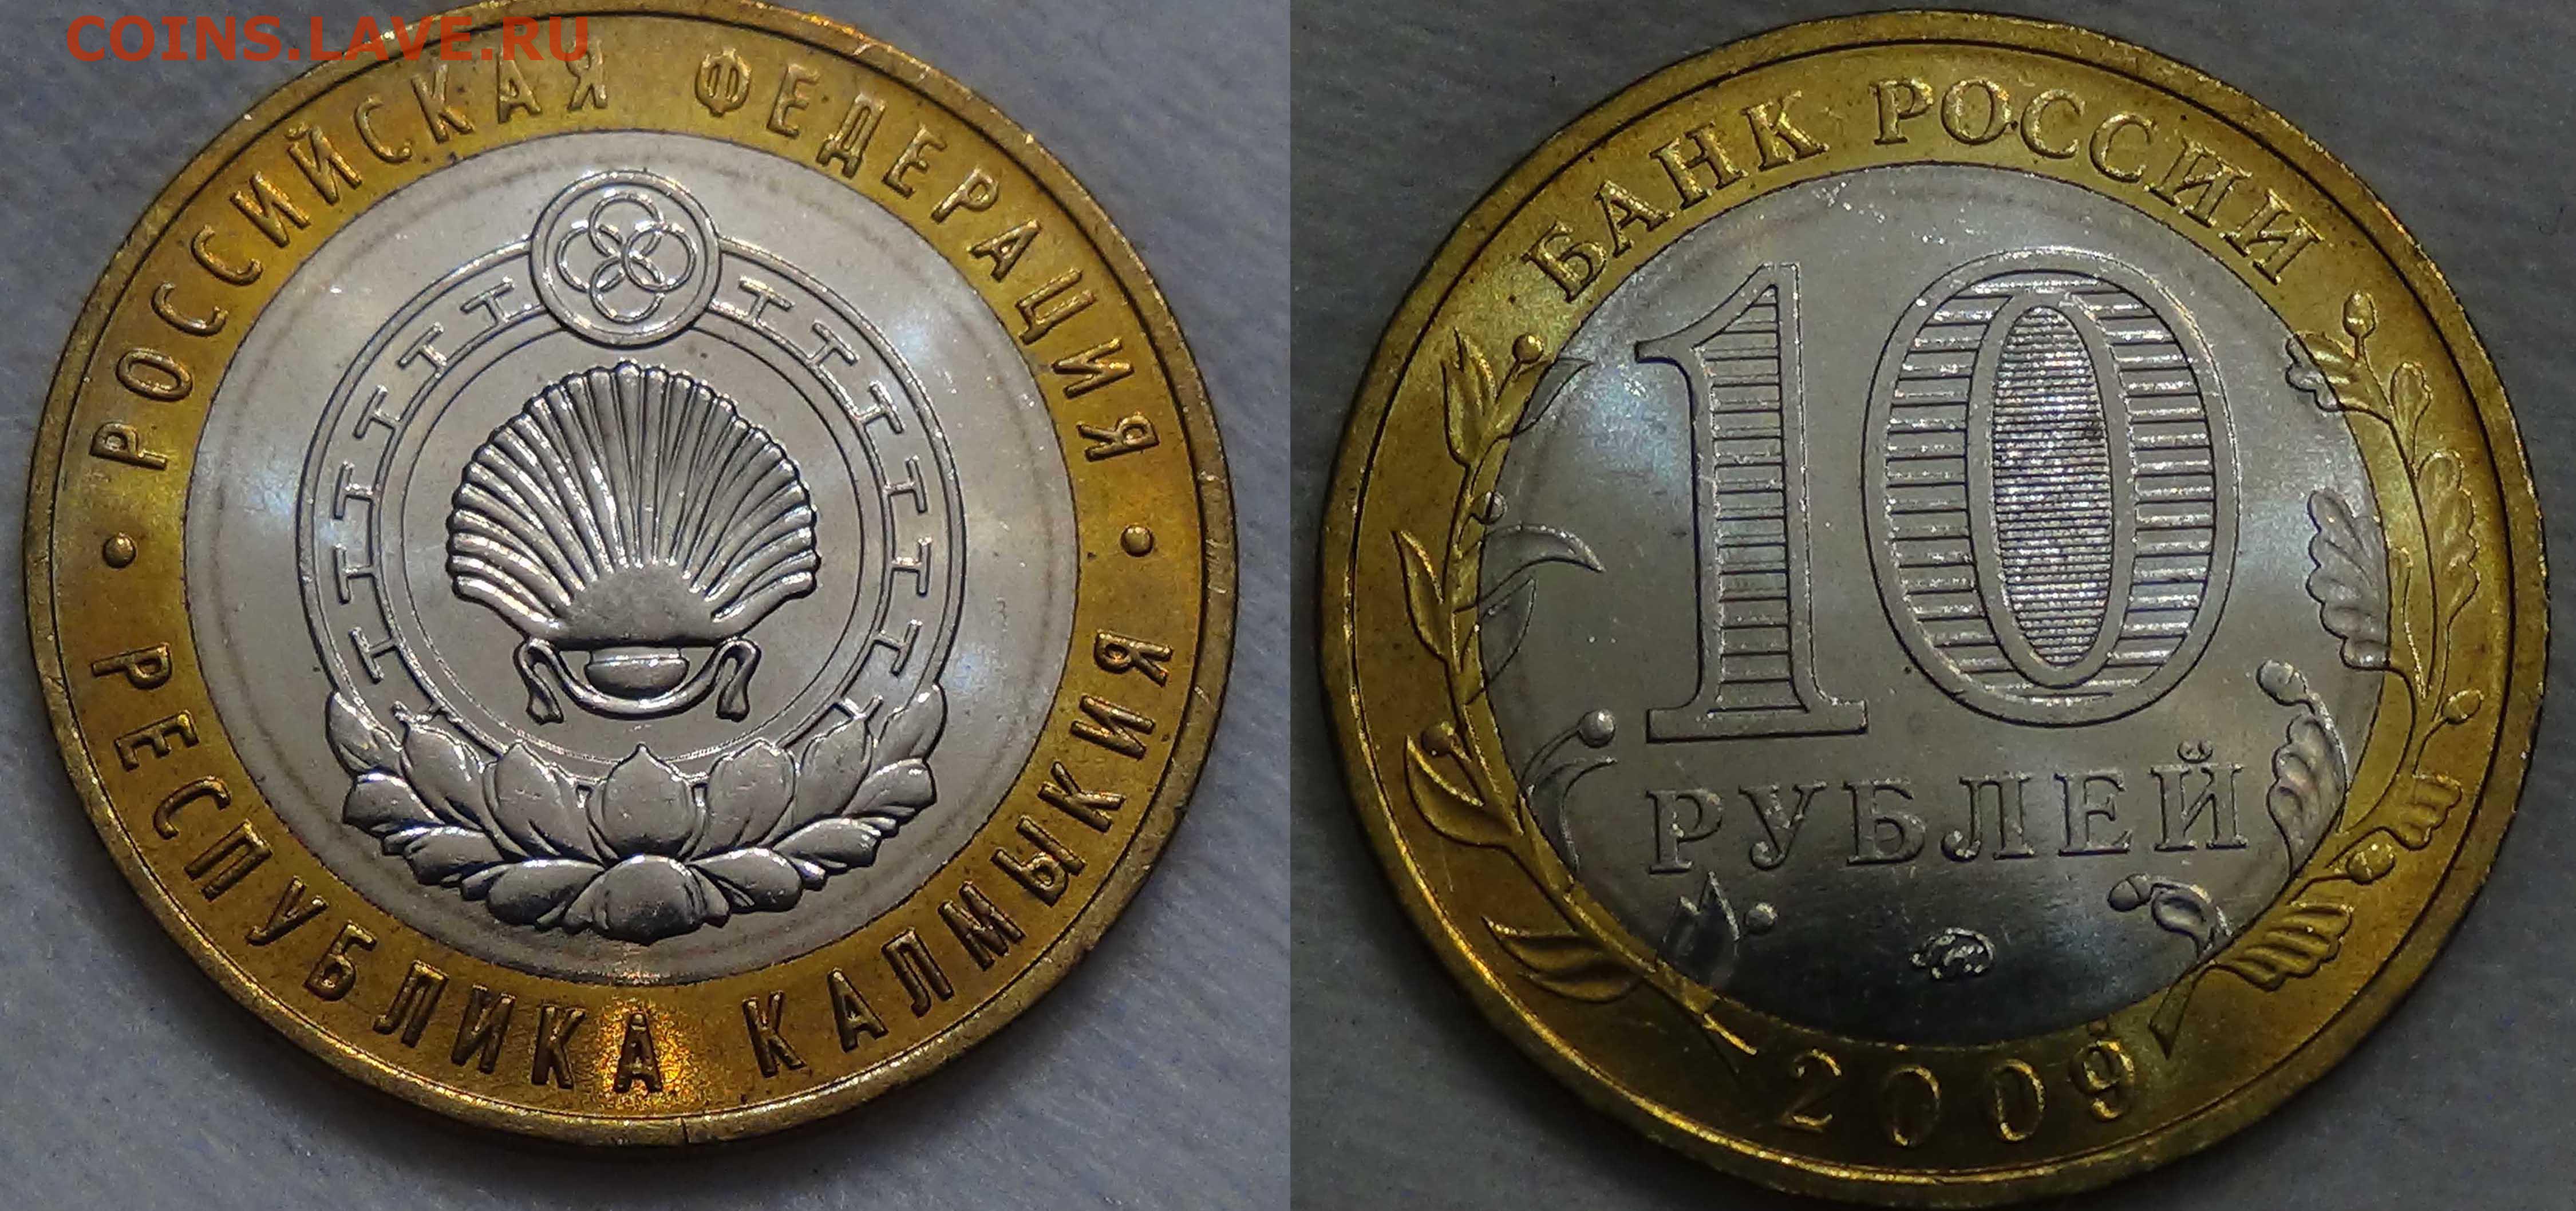 COINS.LAVE.RU
РОССИЙСКАЯ ФЕДЕРАЦИЯ
• РЕСПУБЛИКА КАЛМЫКИЯ •
БАНК РОССИИ
10
РУБЛЕЙ
2009